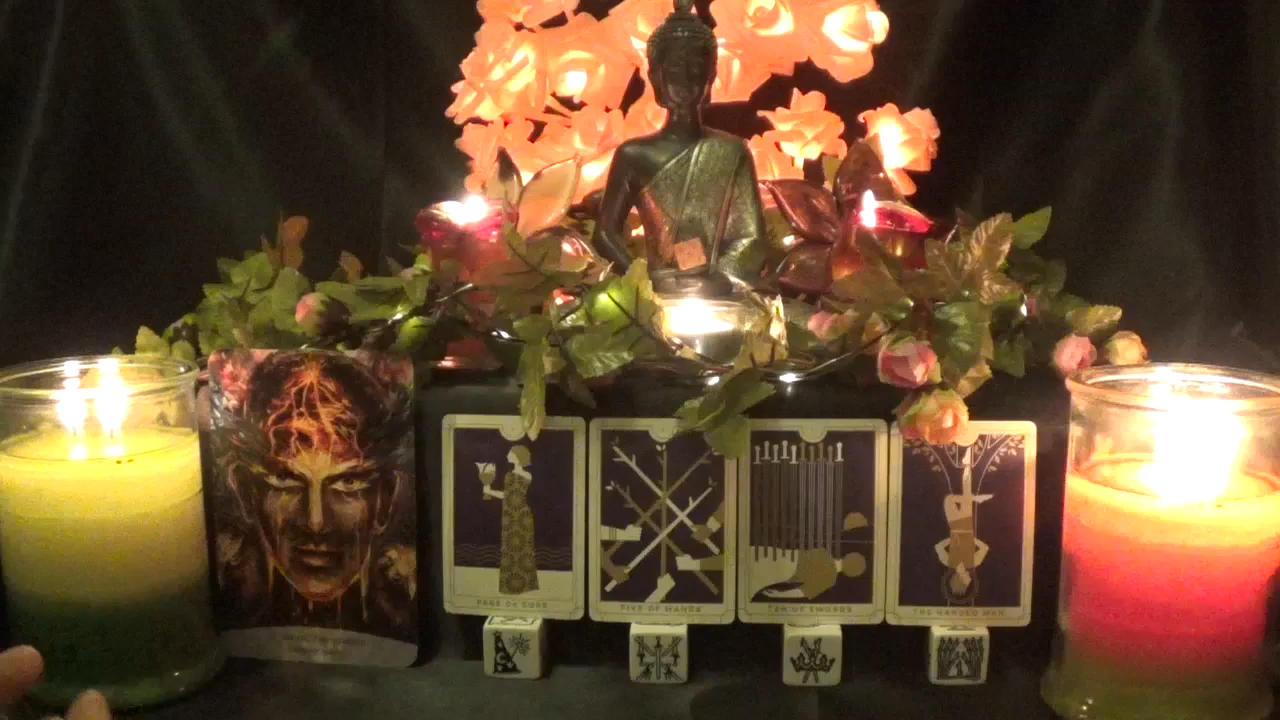 PAGE OF CUPS
FIVE OF WANDS
TEN OF SWORDS
THE HANGED MAN